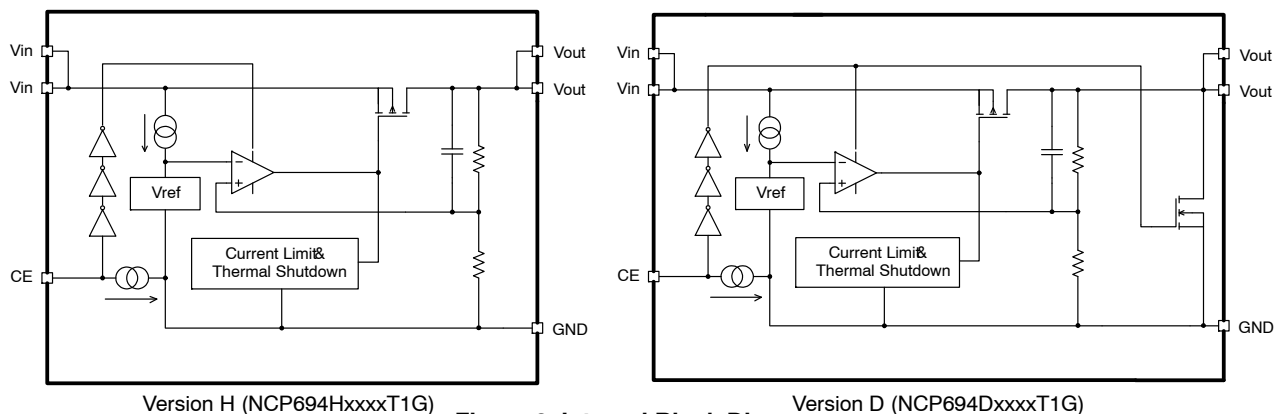 Vin
Vin
CE
Vref
−
+
Current Limit&
Thermal Shutdown
Vout
Vout
GND
Version H (NCP694HxxxxT1G)
Vin
Vin
CE
Vref
−
+
Current Limit&
Thermal Shutdown
Vout
Vout
GND
Version D (NCP694DxxxxT1G)